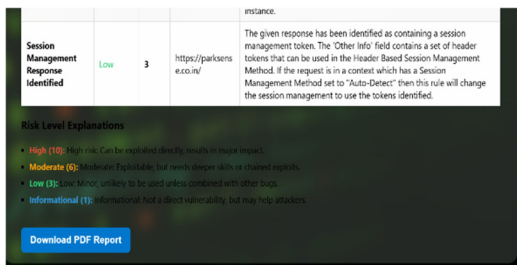 instance.
Session
Management
Response
Identified
Low
3
https://parksens
e.co.in/
The given response has been identified as containing a session
management token. The 'Other Info' field contains a set of header
tokens that can be used in the Header Based Session Management
Method. If the request is in a context which has a Session
Management Method set to "Auto-Detect" then this rule will change
the session management to use the tokens identified.
Risk Level Explanations
High (10): High risk: Can be exploited directly, results in major impact.
Moderate (6): Moderate: Exploitable, but needs deeper skills or chained exploits.
Low (3): Low: Minor, unlikely to be used unless combined with other bugs.
Informational (1): Informational: Not a direct vulnerability, but may help attackers.
Download PDF Report